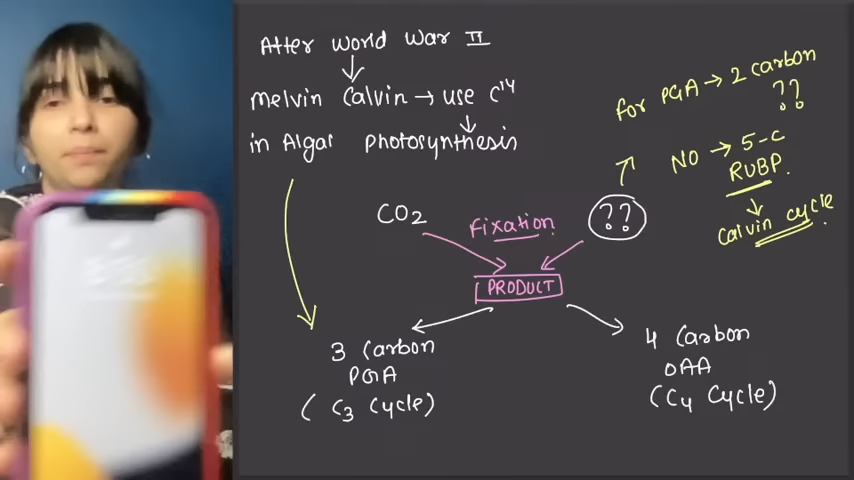 After World War II
Melvin Calvin → use C¹⁴
in Algal photosynthesis
for PGA → 2 Carbon
??
NO → 5-C
RUBP.
Calvin cycle
CO2
Fixation
??
PRODUCT
3 Carbon
PGA
( C3 Cycle)
4 Carbon
OAA
(C4 Cycle)